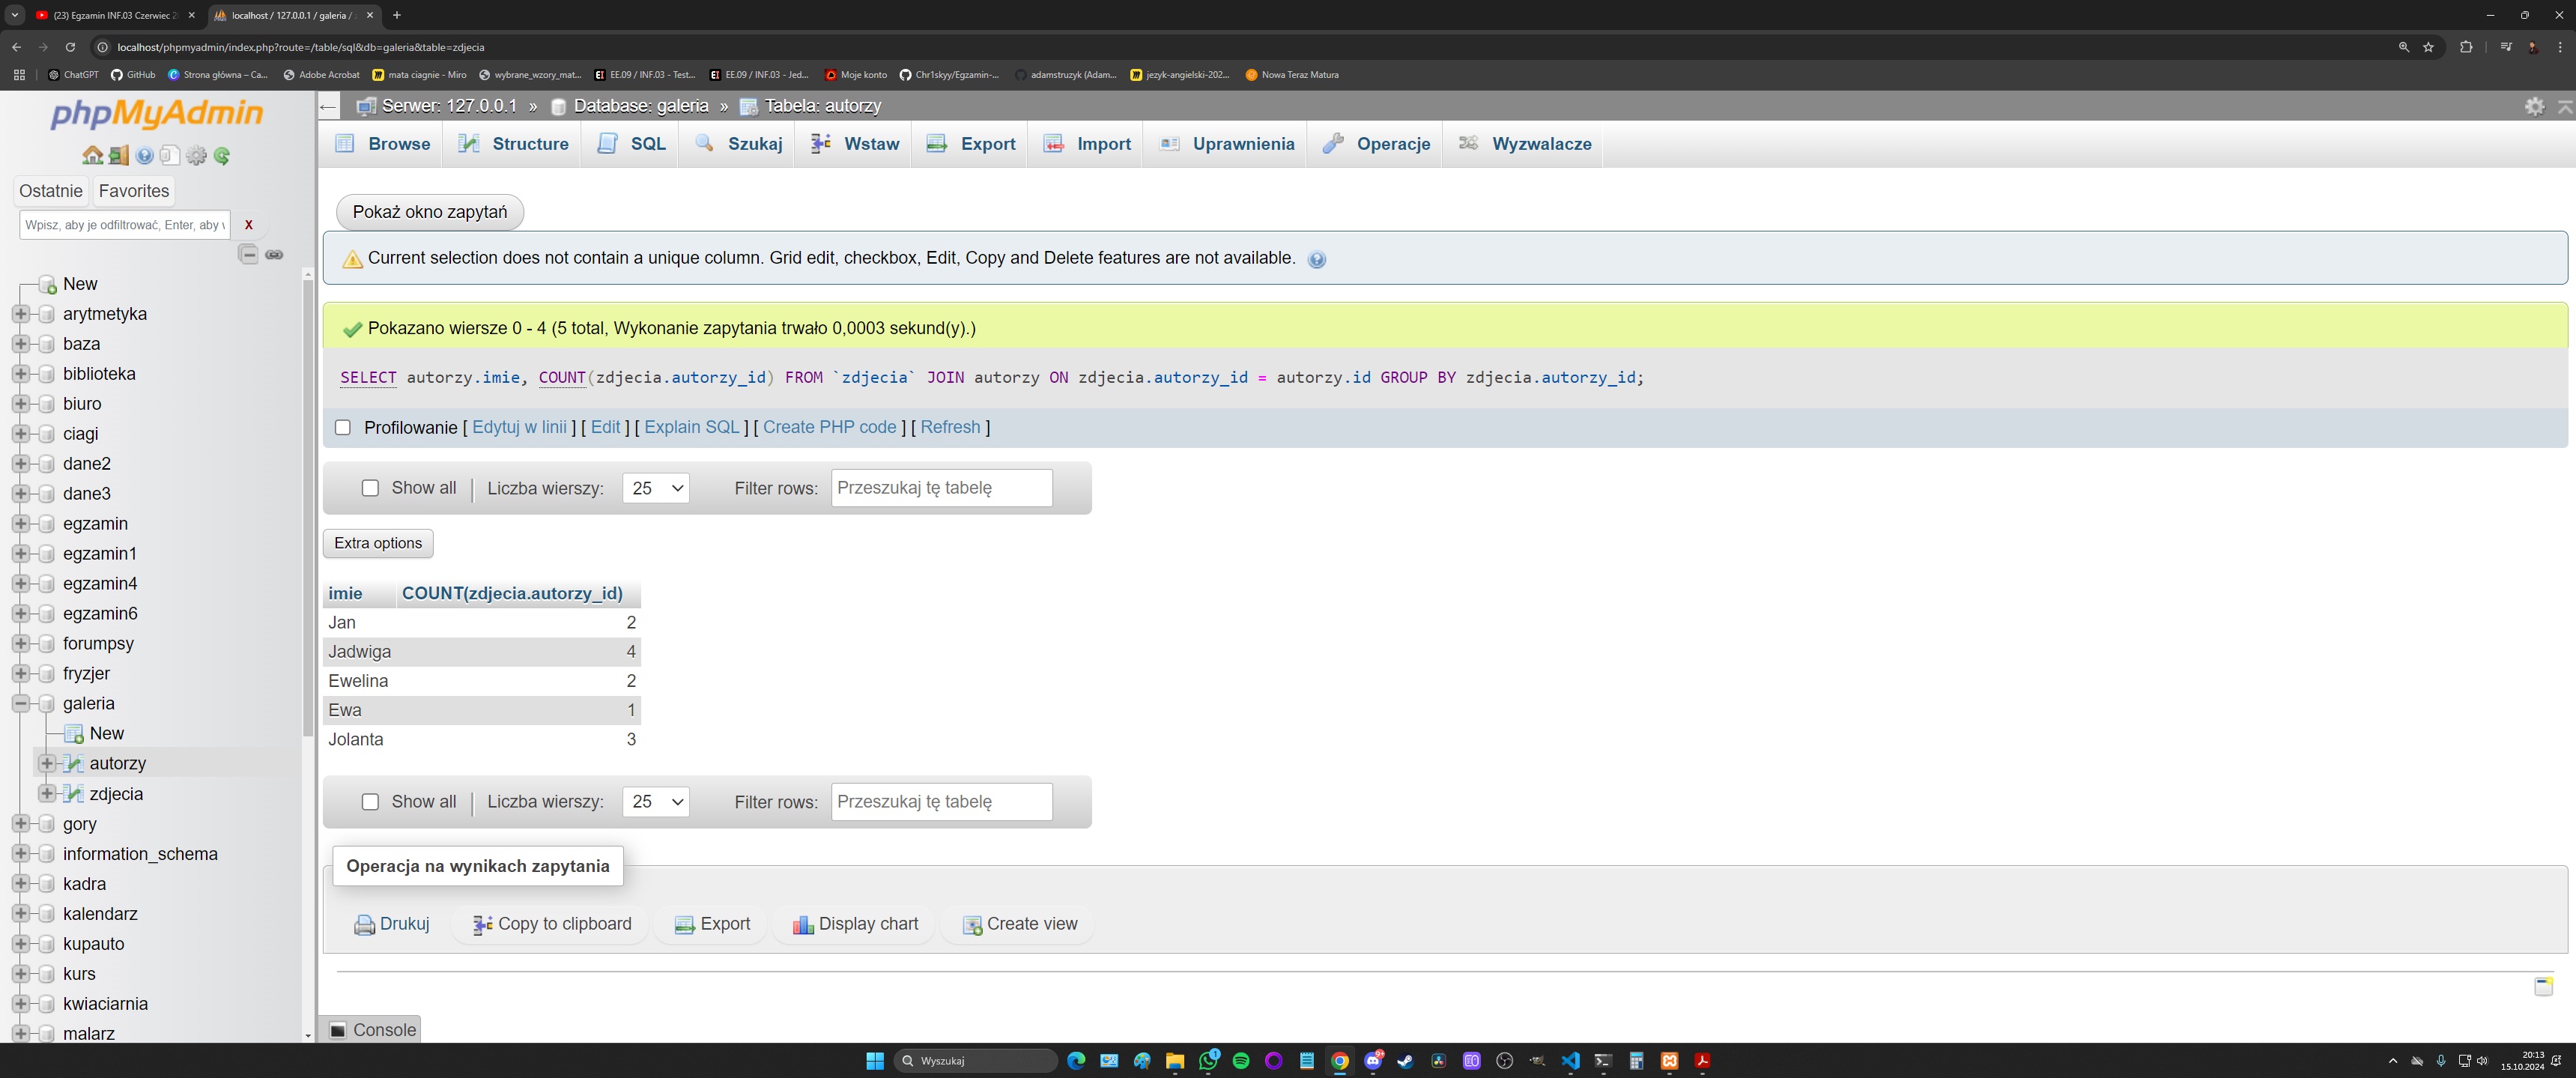 (23) Egzamin INF.03 Czerwiec 2
localhost / 127.0.0.1 / galeria /
localhost/phpmyadmin/index.php?route=/table/sql&db=galeria&table=zdjecia
ChatGPT
GitHub
Strona główna – Ca...
Adobe Acrobat
mata ciagnie - Miro
wybrane_wzory_mat...
EE.09 / INF.03 - Test...
EE.09 / INF.03 - Jed...
Moje konto
Chr1skyy/Egzamin-...
adamstruzyk (Adam...
jezyk-angielski-202...
Nowa Teraz Matura
phpMyAdmin
Ostatnie Favorites
Wpisz, aby je odfiltrować, Enter, aby w X
New
arytmetyka
baza
biblioteka
biuro
ciagi
dane2
dane3
egzamin
egzamin1
egzamin4
egzamin6
forumpsy
fryzjer
galeria
New
autorzy
zdjecia
gory
information_schema
kadra
kalendarz
kupauto
kurs
kwiaciarnia
malarz
Serwer: 127.0.0.1 » Database: galeria » Tabela: autorzy
Browse Structure SQL Szukaj Wstaw Export Import Uprawnienia Operacje Wyzwalacze
Pokaż okno zapytań
Current selection does not contain a unique column. Grid edit, checkbox, Edit, Copy and Delete features are not available.
Pokazano wiersze 0 - 4 (5 total, Wykonanie zapytania trwało 0,0003 sekund(y).)
SELECT autorzy.imie, COUNT(zdjecia.autorzy_id) FROM `zdjecia` JOIN autorzy ON zdjecia.autorzy_id = autorzy.id GROUP BY zdjecia.autorzy_id;
Profilowanie [ Edytuj w linii ] [ Edit ] [ Explain SQL ] [ Create PHP code ] [ Refresh ]
Show all Liczba wierszy: 25 Filter rows: Przeszukaj tę tabelę
Extra options
imie COUNT(zdjecia.autorzy_id)
Jan 2
Jadwiga 4
Ewelina 2
Ewa 1
Jolanta 3
Show all Liczba wierszy: 25 Filter rows: Przeszukaj tę tabelę
Operacja na wynikach zapytania
Drukuj Copy to clipboard Export Display chart Create view
Console
Wyszukaj
20:13
15.10.2024